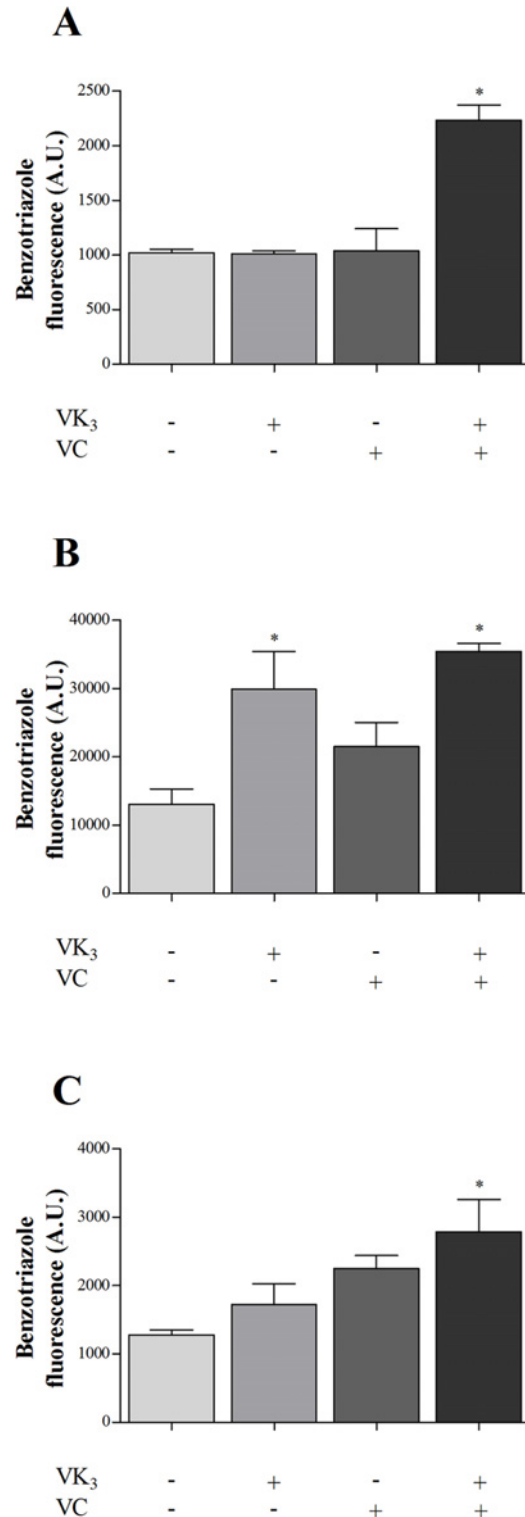 A
Benzotriazole
fluorescence (A.U.)
2500
2000
1500
1000
500
0
*
VK₃ - + - +
VC - - + +
B
Benzotriazole
fluorescence (A.U.)
40000
30000
20000
10000
0
* *
VK₃ - + - +
VC - - + +
C
Benzotriazole
fluorescence (A.U.)
4000
3000
2000
1000
0
*
VK₃ - + - +
VC - - + +